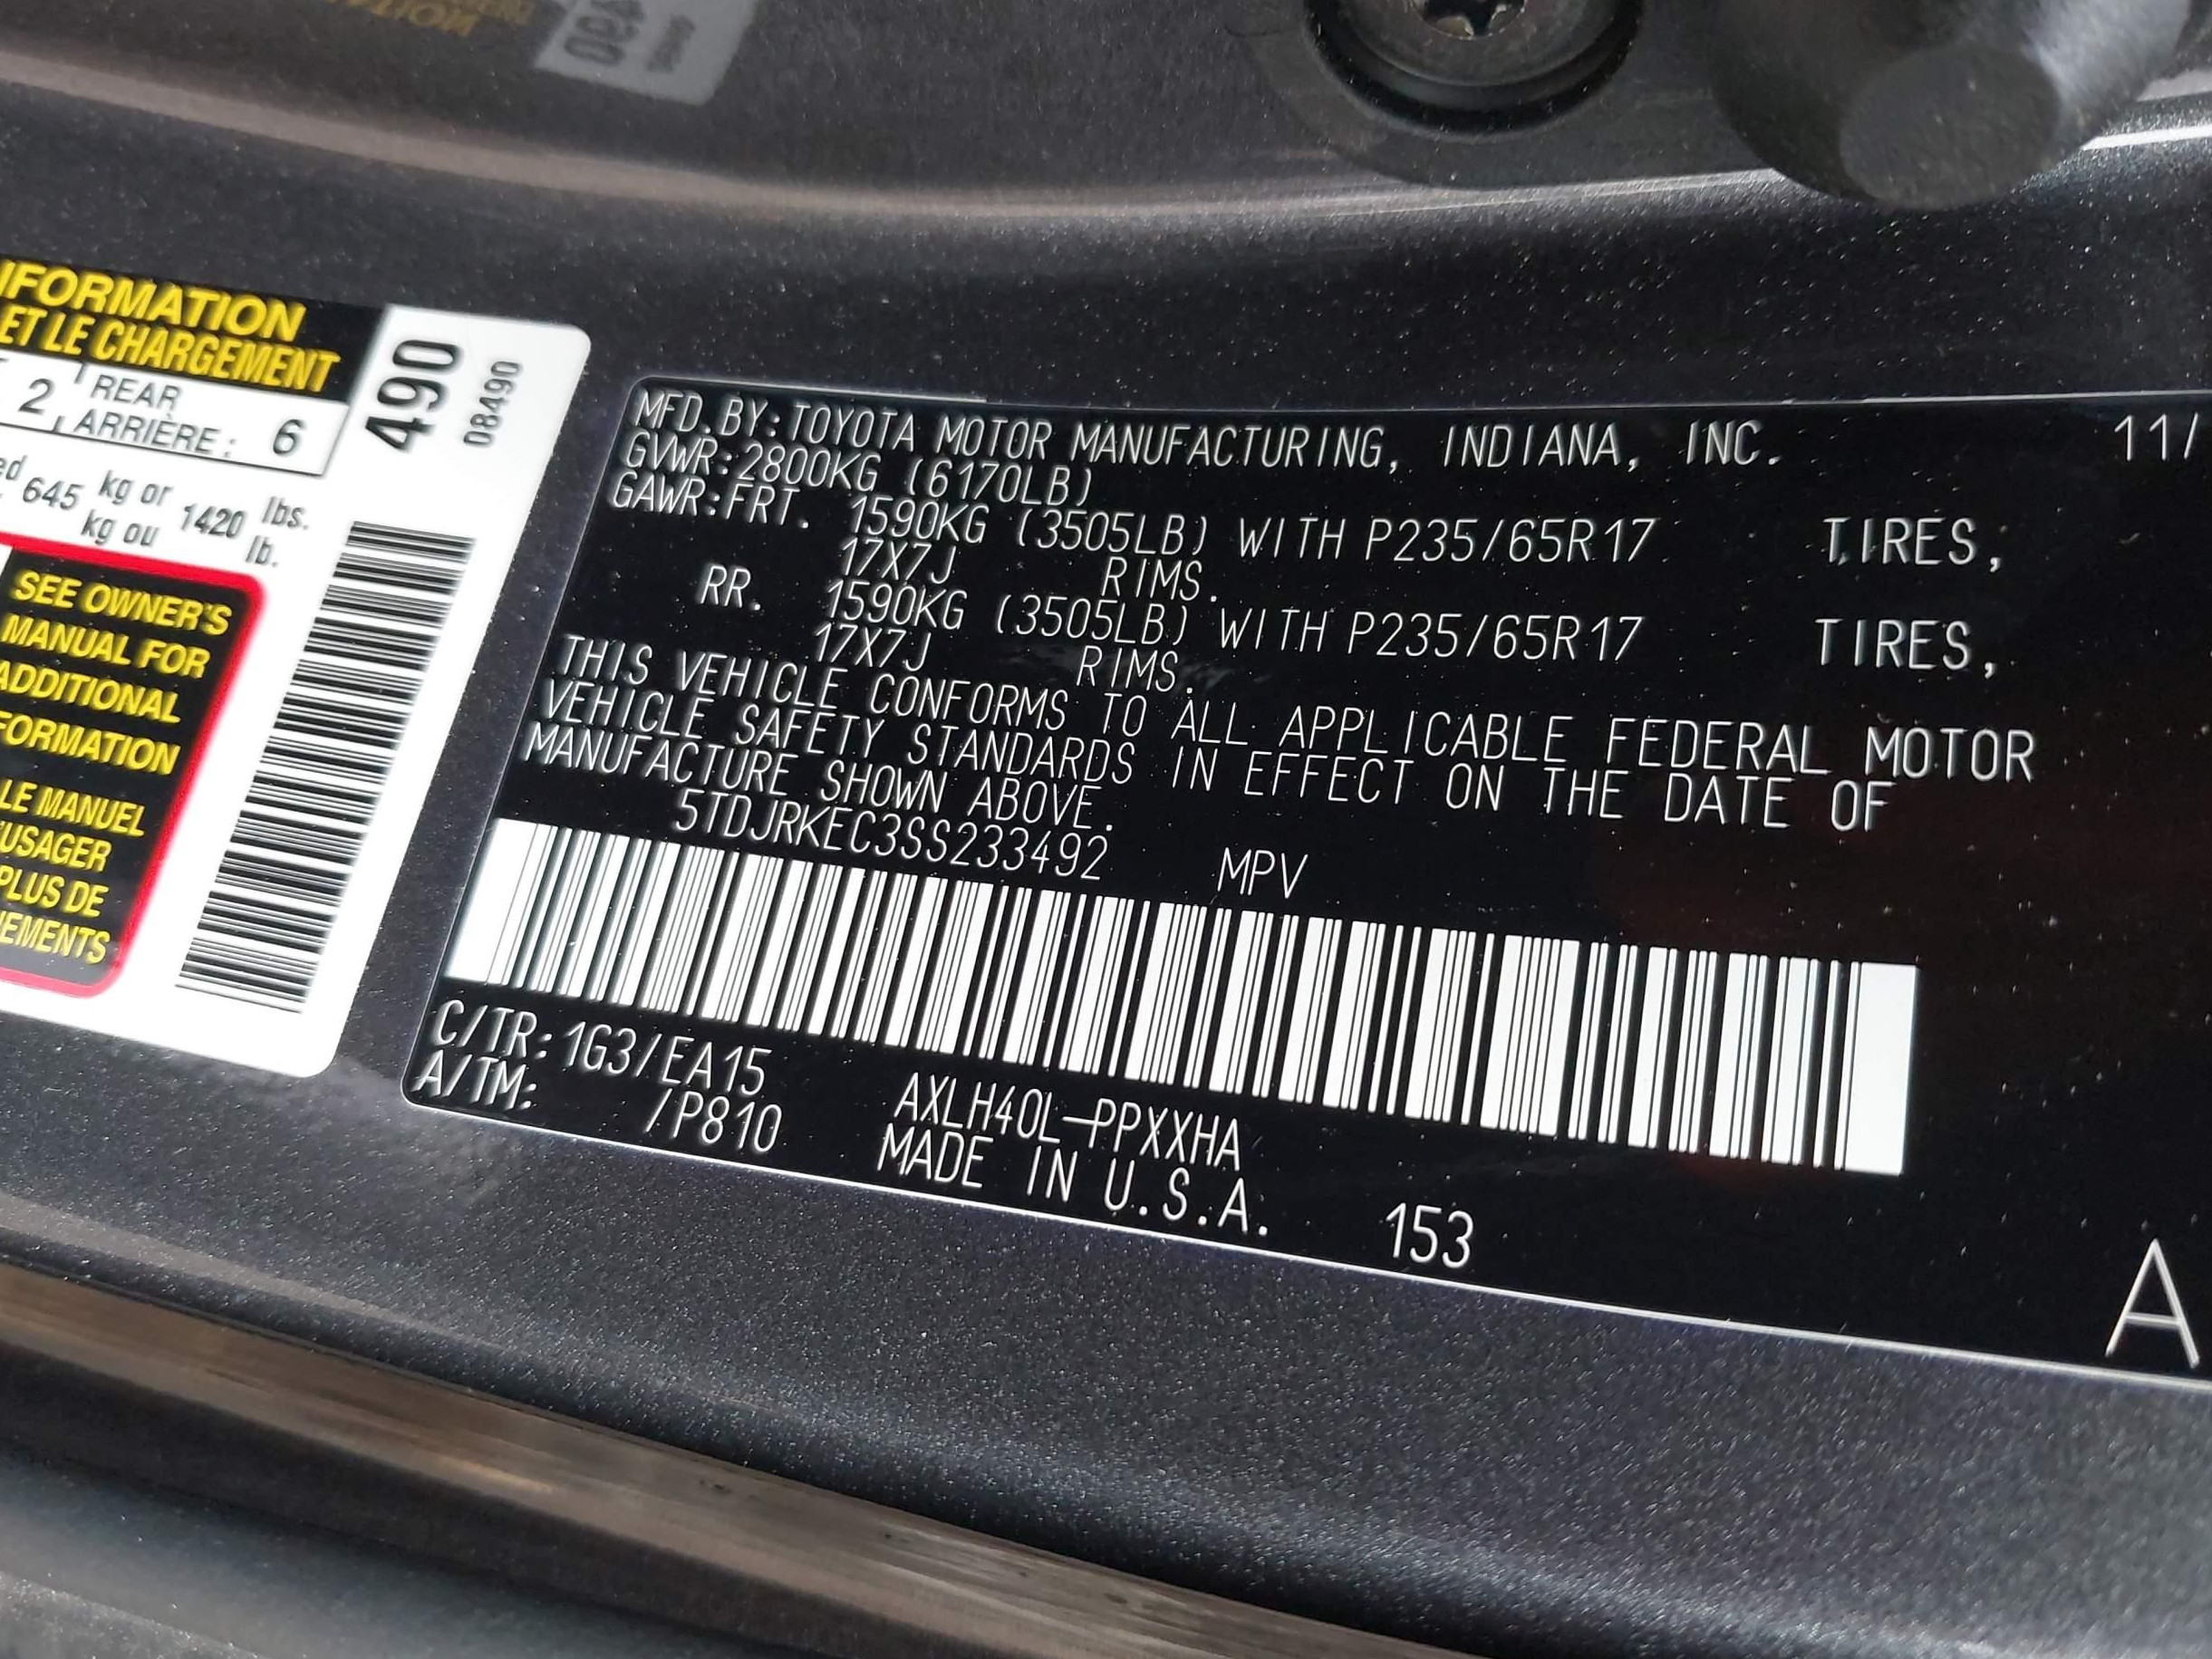 NFORMATION
ET LE CHARGEMENT
2 REAR
ARRIÈRE: 6
645 kg or 1420 lbs.
kg ou lb.
490
08490
SEE OWNER'S
MANUAL FOR
ADDITIONAL
FORMATION
LE MANUEL
USAGER
PLUS DE
EMENTS
MFD.BY:TOYOTA MOTOR MANUFACTURING, INDIANA, INC. 11/
GVWR:2800KG (6170LB)
GAWR:FRT. 1590KG (3505LB) WITH P235/65R17 TIRES,
17X7J RIMS.
RR. 1590KG (3505LB) WITH P235/65R17 TIRES,
17X7J RIMS.
THIS VEHICLE CONFORMS TO ALL APPLICABLE FEDERAL MOTOR
VEHICLE SAFETY STANDARDS IN EFFECT ON THE DATE OF
MANUFACTURE SHOWN ABOVE.
5TDJRKEC3SS233492 MPV
C/TR:1G3/EA15 AXLH40L-PPXXHA
A/TM: /P810 MADE IN U.S.A. 153
A